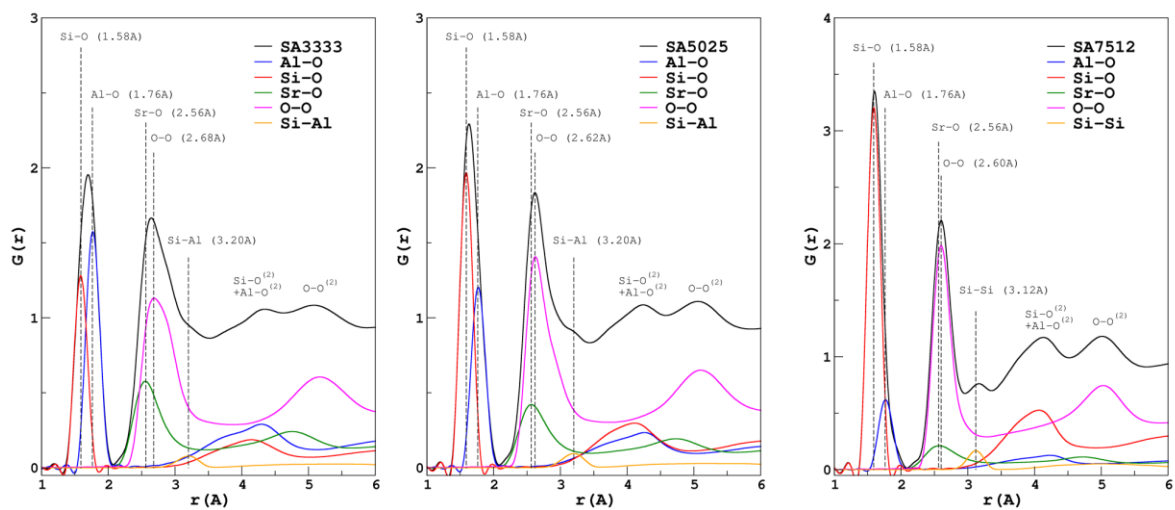 3
2
1
0
G(r)
1 2 3 4 5 6
r(A)
Si-O (1.58A)
Al-O (1.76A)
Sr-O (2.56A)
O-O (2.68A)
Si-Al (3.20A)
Si-O(2)
+Al-O(2)
O-O(2)
SA3333
Al-O
Si-O
Sr-O
O-O
Si-Al
3
2
1
0
G(r)
1 2 3 4 5 6
r(A)
Si-O (1.58A)
Al-O (1.76A)
Sr-O (2.56A)
O-O (2.62A)
Si-Al (3.20A)
Si-O(2)
+Al-O(2)
O-O(2)
SA5025
Al-O
Si-O
Sr-O
O-O
Si-Al
4
3
2
1
0
G(r)
1 2 3 4 5 6
r(A)
Si-O (1.58A)
Al-O (1.76A)
Sr-O (2.56A)
O-O (2.60A)
Si-Si (3.12A)
Si-O(2)
+Al-O(2)
O-O(2)
SA7512
Al-O
Si-O
Sr-O
O-O
Si-Si